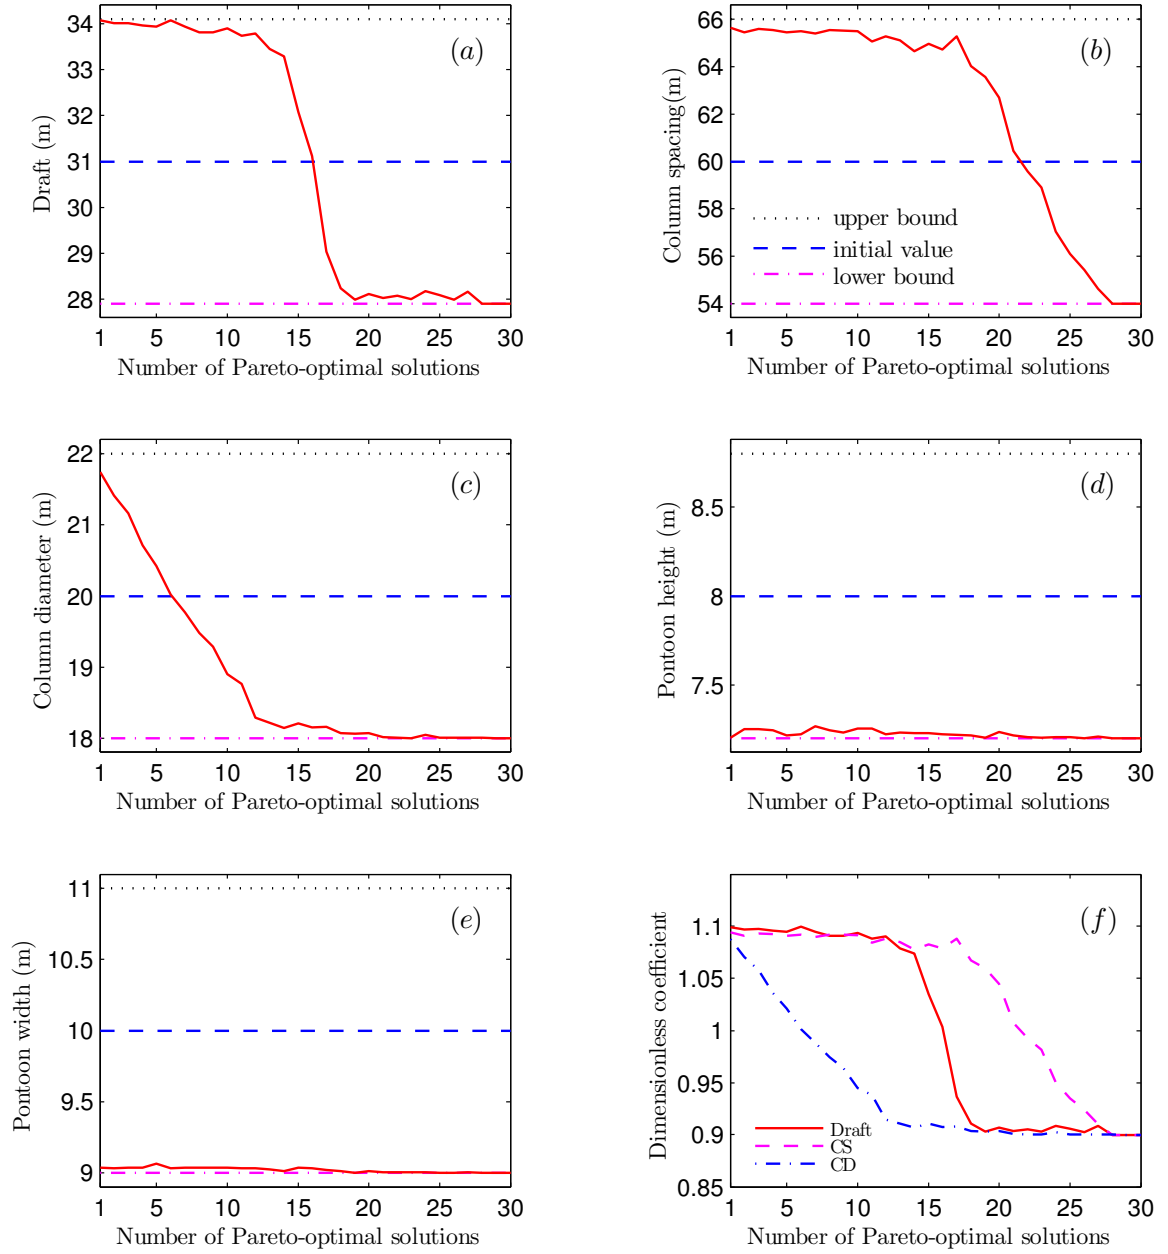 (a)
Draft (m)
34
33
32
31
30
29
28
1 5 10 15 20 25 30
Number of Pareto-optimal solutions
(b)
Column spacing(m)
66
64
62
60
58
56
54
upper bound
initial value
lower bound
1 5 10 15 20 25 30
Number of Pareto-optimal solutions
(c)
Column diameter (m)
22
21
20
19
18
1 5 10 15 20 25 30
Number of Pareto-optimal solutions
(d)
Pontoon height (m)
8.5
8
7.5
1 5 10 15 20 25 30
Number of Pareto-optimal solutions
(e)
Pontoon width (m)
11
10.5
10
9.5
9
1 5 10 15 20 25 30
Number of Pareto-optimal solutions
(f)
Dimensionless coefficient
1.1
1.05
1
0.95
0.9
0.85
Draft
CS
CD
1 5 10 15 20 25 30
Number of Pareto-optimal solutions